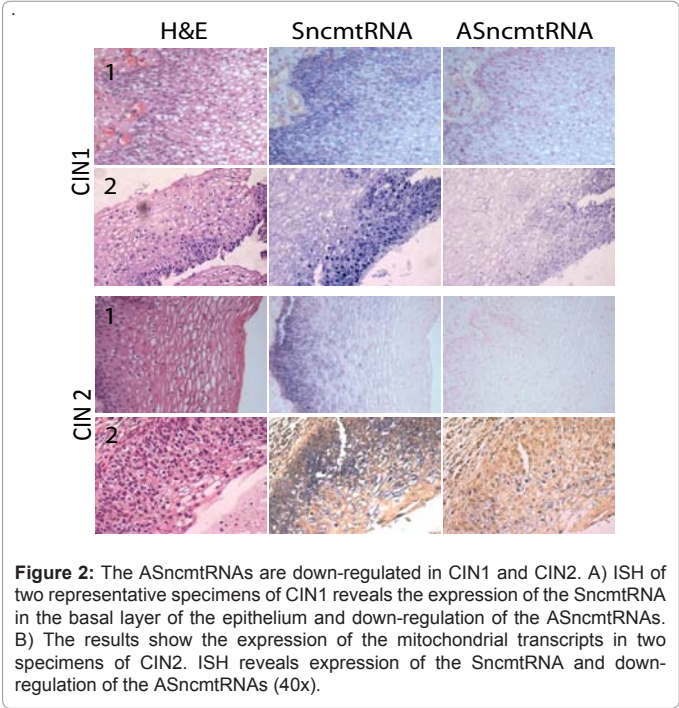 .
H&E SncmtRNA ASncmtRNA
CIN1
1
2
CIN 2
1
2
Figure 2: The ASncmtRNAs are down-regulated in CIN1 and CIN2. A) ISH of
two representative specimens of CIN1 reveals the expression of the SncmtRNA
in the basal layer of the epithelium and down-regulation of the ASncmtRNAs.
B) The results show the expression of the mitochondrial transcripts in two
specimens of CIN2. ISH reveals expression of the SncmtRNA and down-
regulation of the ASncmtRNAs (40x).